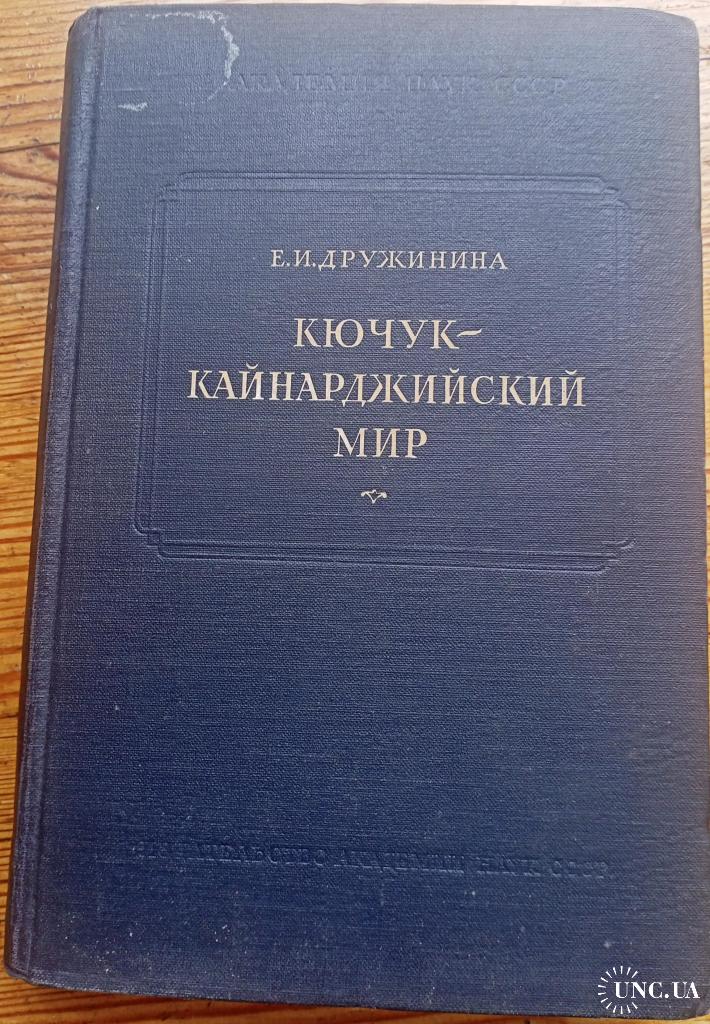 АКАДЕМИЯ НАУК СССР
Е.И.ДРУЖИНИНА
КЮЧУК-
КАЙНАРДЖИЙСКИЙ
МИР
ИЗДАТЕЛЬСТВО АКАДЕМИИ НАУК СССР
UNC.UA